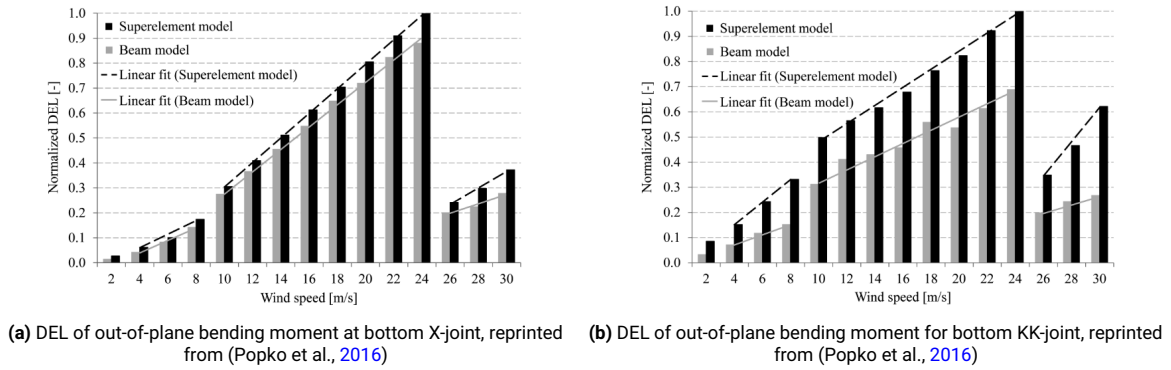 1.0
0.9
0.8
0.7
0.6
0.5
0.4
0.3
0.2
0.1
0.0
Normalized DEL [-]
Superelement model
Beam model
Linear fit (Superelement model)
Linear fit (Beam model)
2 4 6 8 10 12 14 16 18 20 22 24 26 28 30
Wind speed [m/s]
(a) DEL of out-of-plane bending moment at bottom X-joint, reprinted
from (Popko et al., 2016)
1.0
0.9
0.8
0.7
0.6
0.5
0.4
0.3
0.2
0.1
0.0
Normalized DEL [-]
Superelement model
Beam model
Linear fit (Superelement model)
Linear fit (Beam model)
2 4 6 8 10 12 14 16 18 20 22 24 26 28 30
Wind speed [m/s]
(b) DEL of out-of-plane bending moment for bottom KK-joint, reprinted
from (Popko et al., 2016)